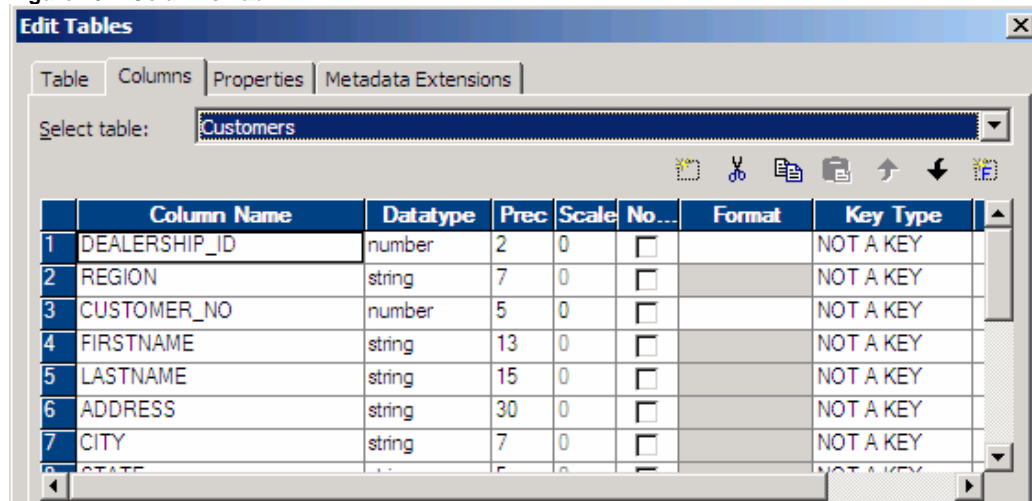 Edit Tables
Table Columns Properties Metadata Extensions
Select table: Customers
Column Name Datatype Prec Scale No... Format Key Type
1 DEALERSHIP_ID number 2 0 NOT A KEY
2 REGION string 7 0 NOT A KEY
3 CUSTOMER_NO number 5 0 NOT A KEY
4 FIRSTNAME string 13 0 NOT A KEY
5 LASTNAME string 15 0 NOT A KEY
6 ADDRESS string 30 0 NOT A KEY
7 CITY string 7 0 NOT A KEY
STATE NOT A KEY